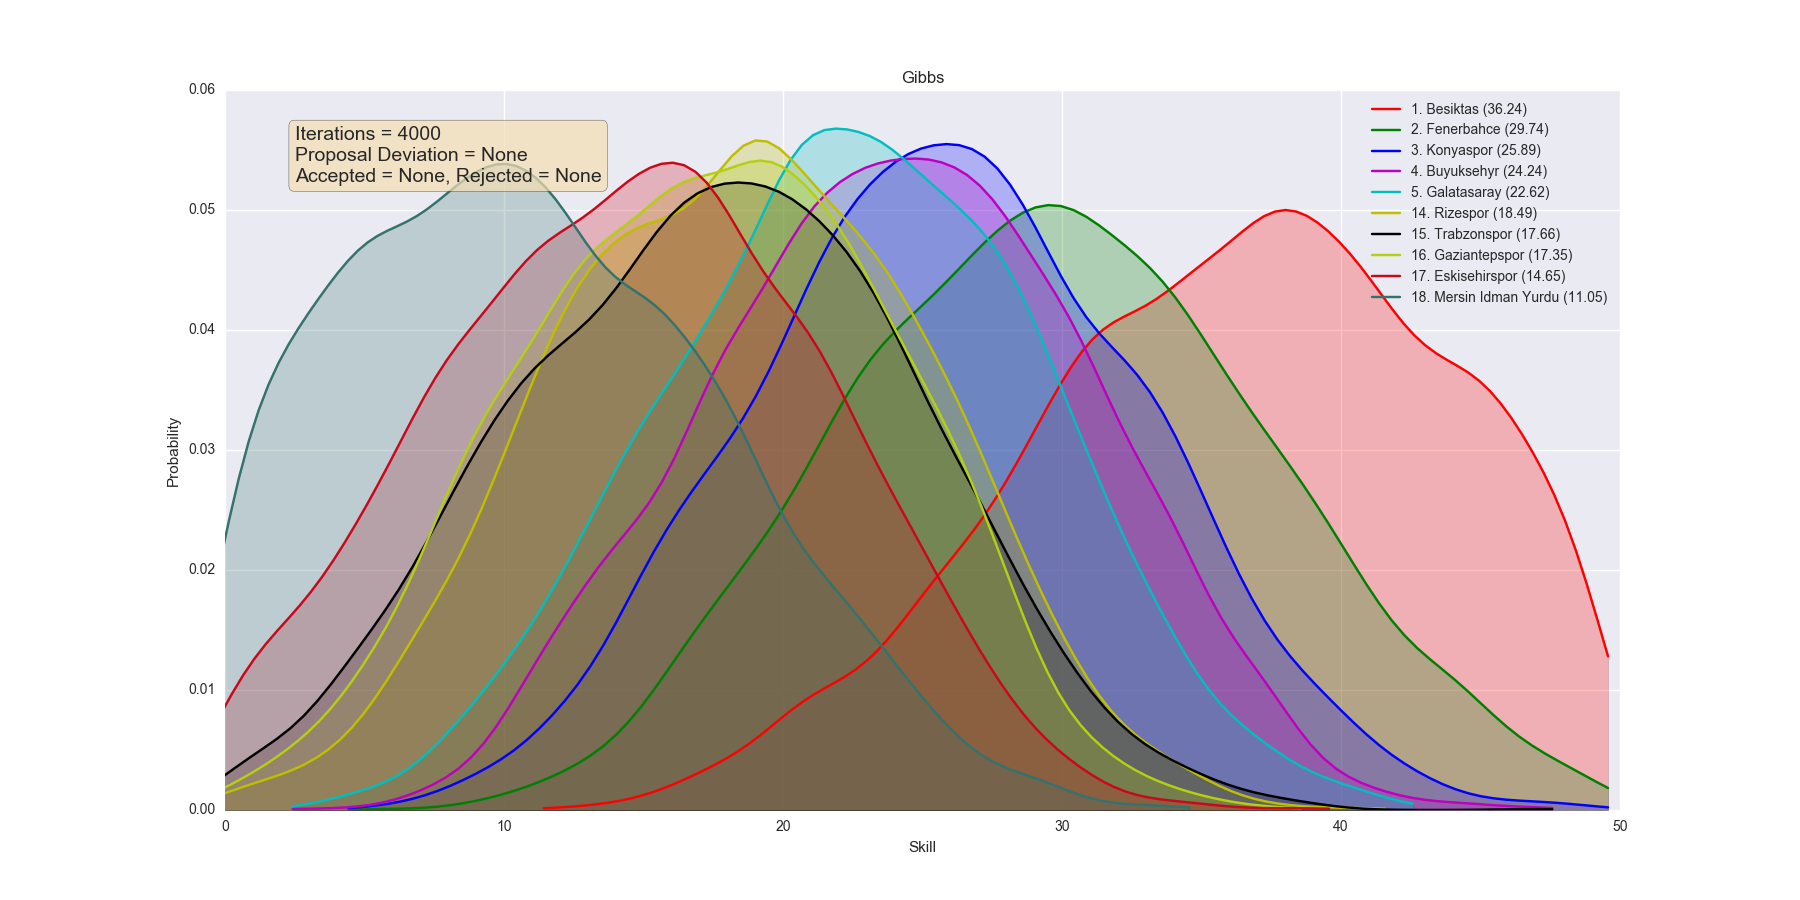 Gibbs
0.06
0.05
0.04
0.03
0.02
0.01
0.00
Probability
Iterations = 4000
Proposal Deviation = None
Accepted = None, Rejected = None
1. Besiktas (36.24)
2. Fenerbahce (29.74)
3. Konyaspor (25.89)
4. Buyuksehyr (24.24)
5. Galatasaray (22.62)
14. Rizespor (18.49)
15. Trabzonspor (17.66)
16. Gaziantepspor (17.35)
17. Eskisehirspor (14.65)
18. Mersin Idman Yurdu (11.05)
0 10 20 30 40 50
Skill